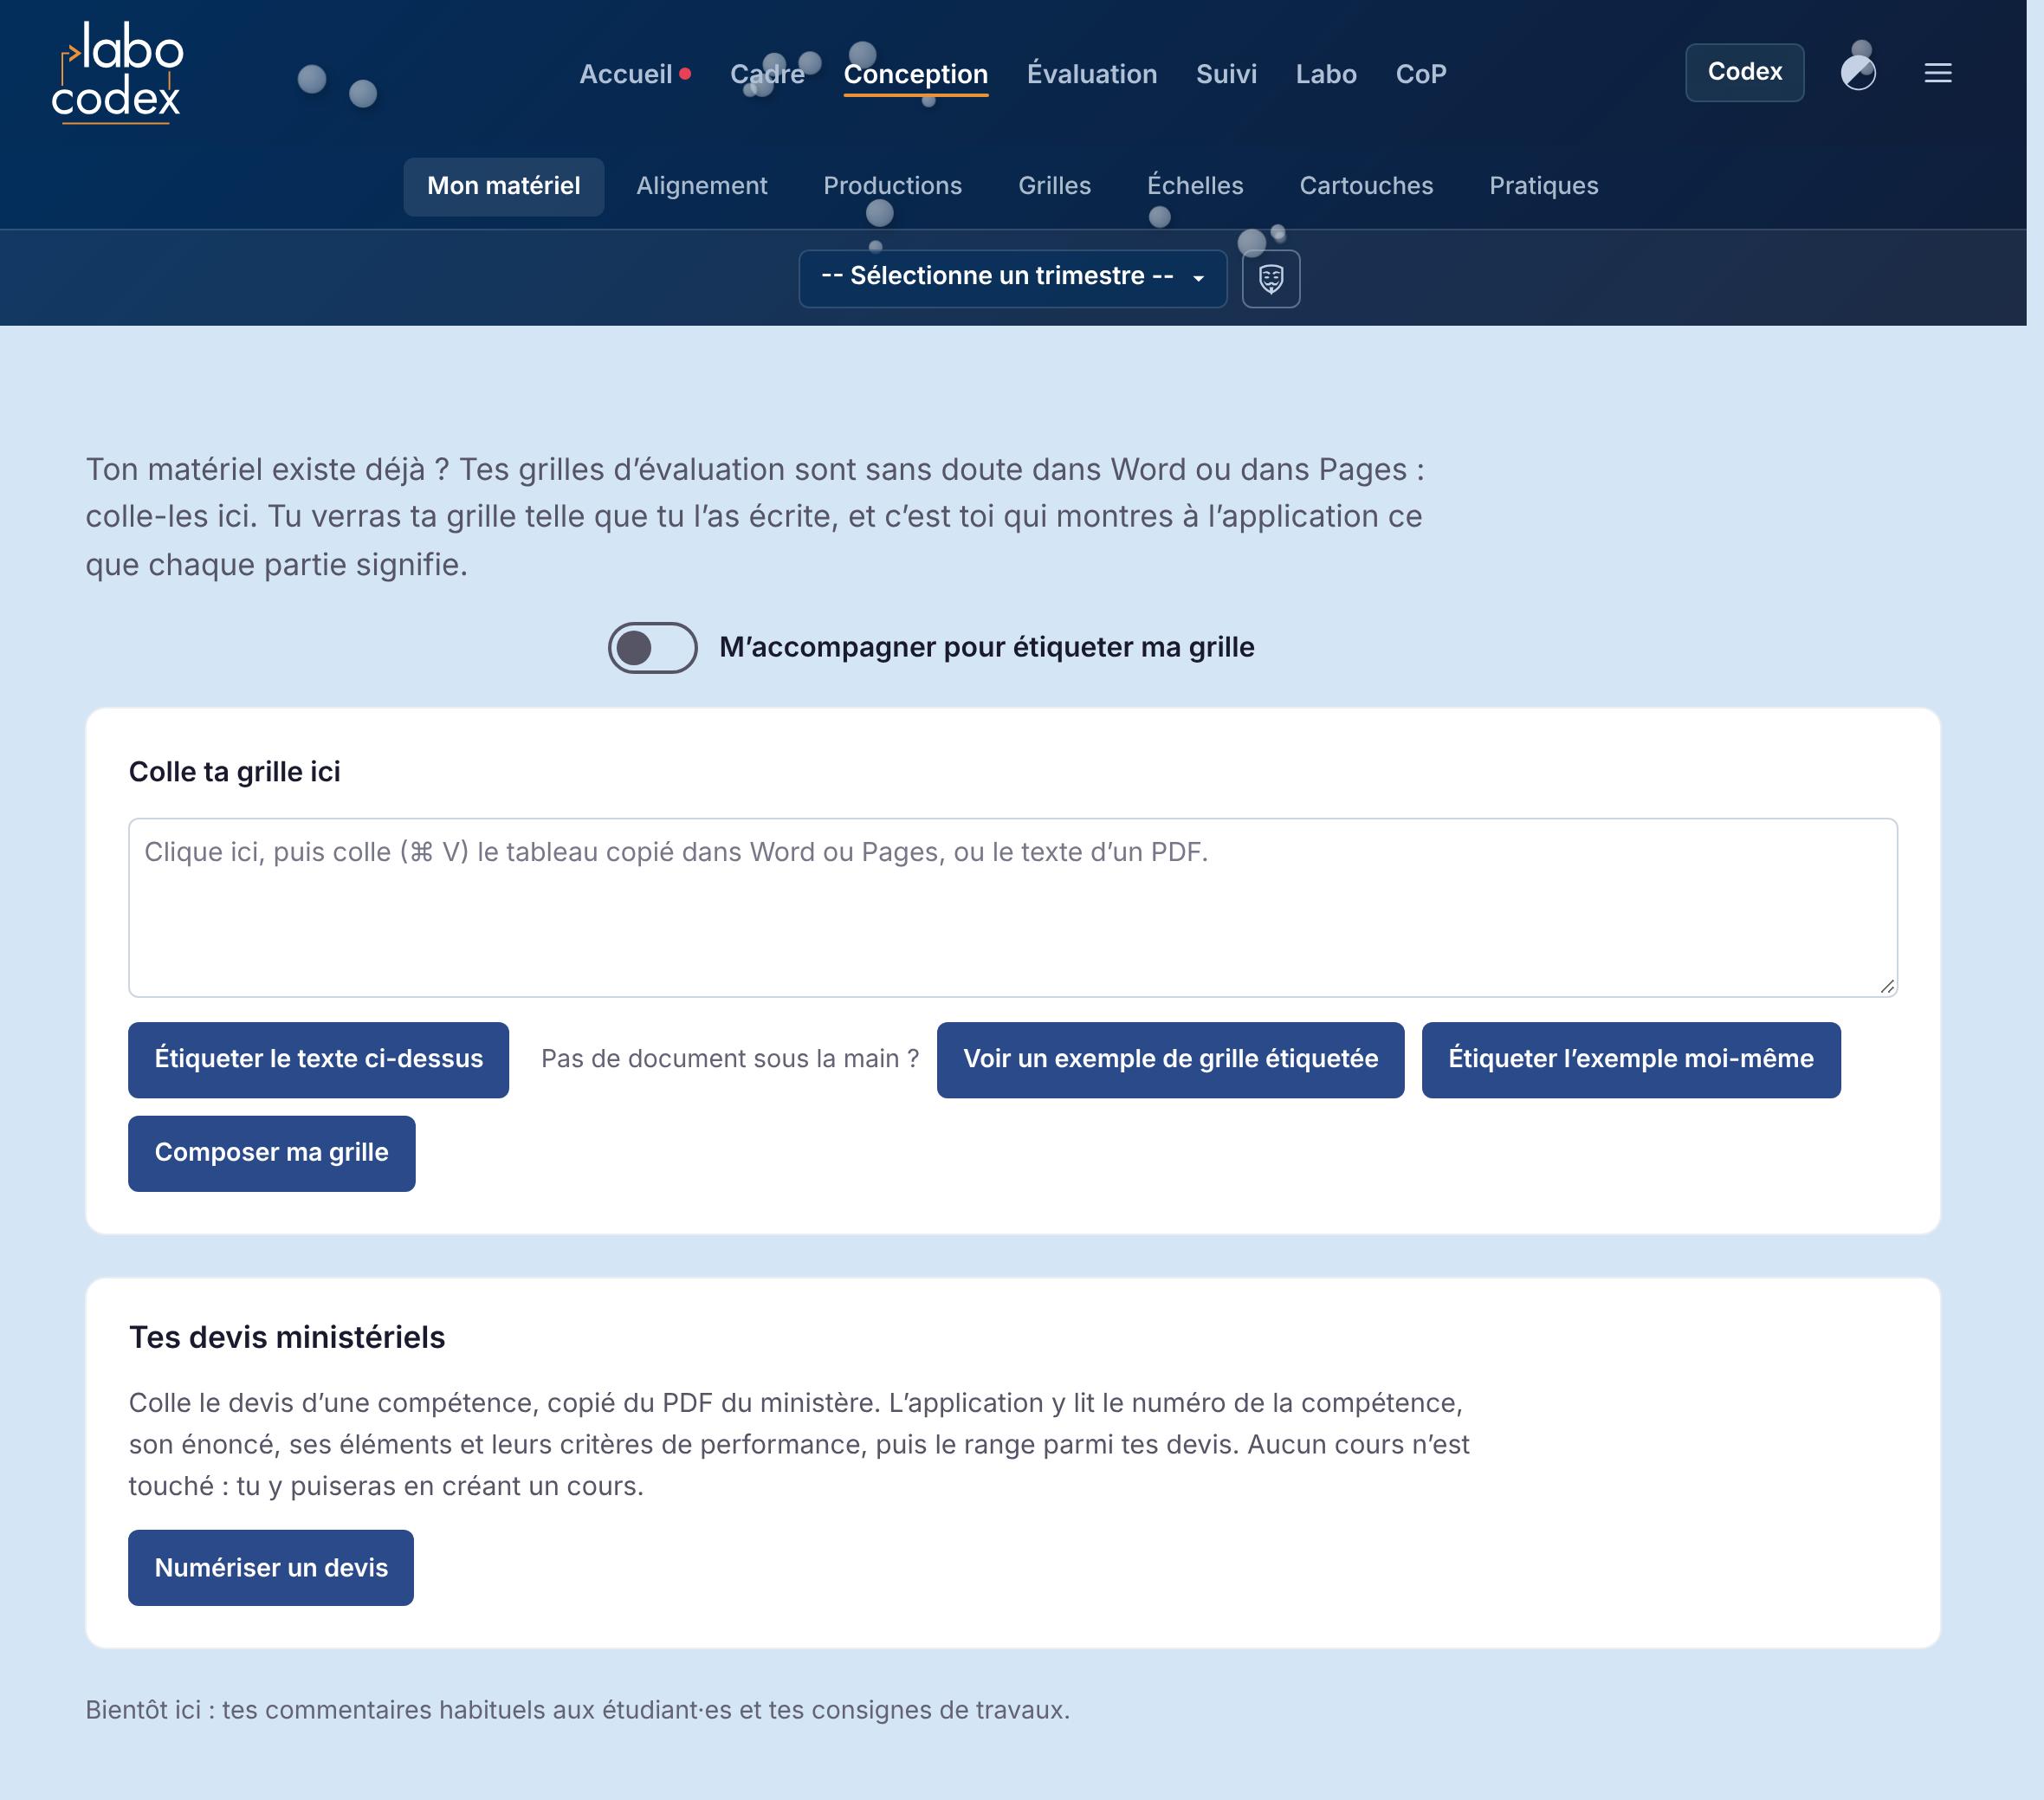 labo
codex
Accueil Cadre Conception Évaluation Suivi Labo CoP Codex
Mon matériel Alignement Productions Grilles Échelles Cartouches Pratiques
-- Sélectionne un trimestre --
Ton matériel existe déjà ? Tes grilles d’évaluation sont sans doute dans Word ou dans Pages :
colle-les ici. Tu verras ta grille telle que tu l’as écrite, et c’est toi qui montres à l’application ce
que chaque partie signifie.
M’accompagner pour étiqueter ma grille
Colle ta grille ici
Clique ici, puis colle (⌘ V) le tableau copié dans Word ou Pages, ou le texte d’un PDF.
Étiqueter le texte ci-dessus Pas de document sous la main ? Voir un exemple de grille étiquetée Étiqueter l’exemple moi-même
Composer ma grille
Tes devis ministériels
Colle le devis d’une compétence, copié du PDF du ministère. L’application y lit le numéro de la compétence,
son énoncé, ses éléments et leurs critères de performance, puis le range parmi tes devis. Aucun cours n’est
touché : tu y puiseras en créant un cours.
Numériser un devis
Bientôt ici : tes commentaires habituels aux étudiant·es et tes consignes de travaux.